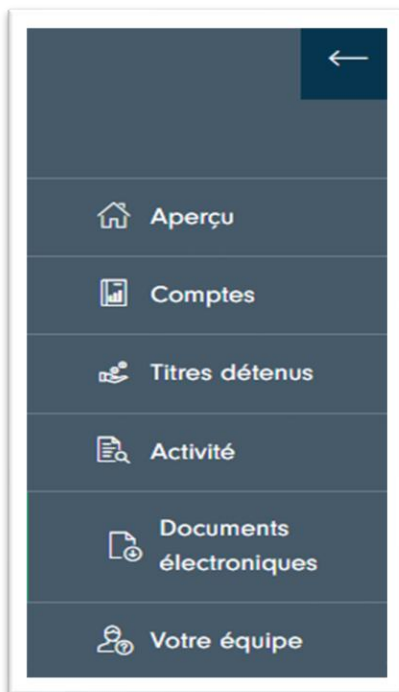 Aperçu
Comptes
Titres détenus
Activité
Documents
électroniques
Votre équipe